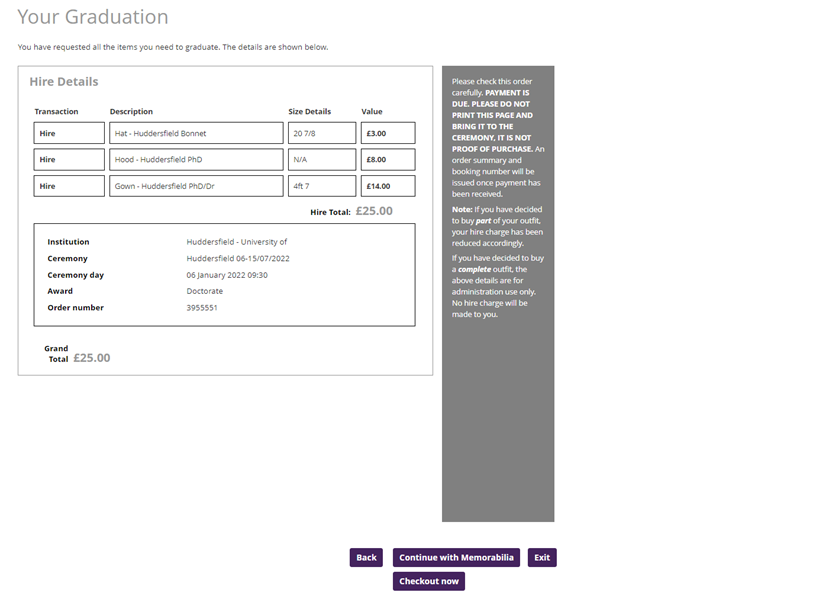 Your Graduation
You have requested all the items you need to graduate. The details are shown below.
Hire Details
Transaction Description Size Details Value
Hire Hat - Huddersfield Bonnet 20 7/8 £3.00
Hire Hood - Huddersfield PhD N/A £8.00
Hire Gown - Huddersfield PhD/Dr 4ft 7 £14.00
Hire Total: £25.00
Institution Huddersfield - University of
Ceremony Huddersfield 06-15/07/2022
Ceremony day 06 January 2022 09:30
Award Doctorate
Order number 3955551
Grand
Total £25.00
Please check this order
carefully. PAYMENT IS
DUE. PLEASE DO NOT
PRINT THIS PAGE AND
BRING IT TO THE
CEREMONY, IT IS NOT
PROOF OF PURCHASE. An
order summary and
booking number will be
issued once payment has
been received.
Note: If you have decided
to buy part of your outfit,
your hire charge has been
reduced accordingly.
If you have decided to buy
a complete outfit, the
above details are for
administration use only.
No hire charge will be
made to you.
Back Continue with Memorabilia Exit
Checkout now